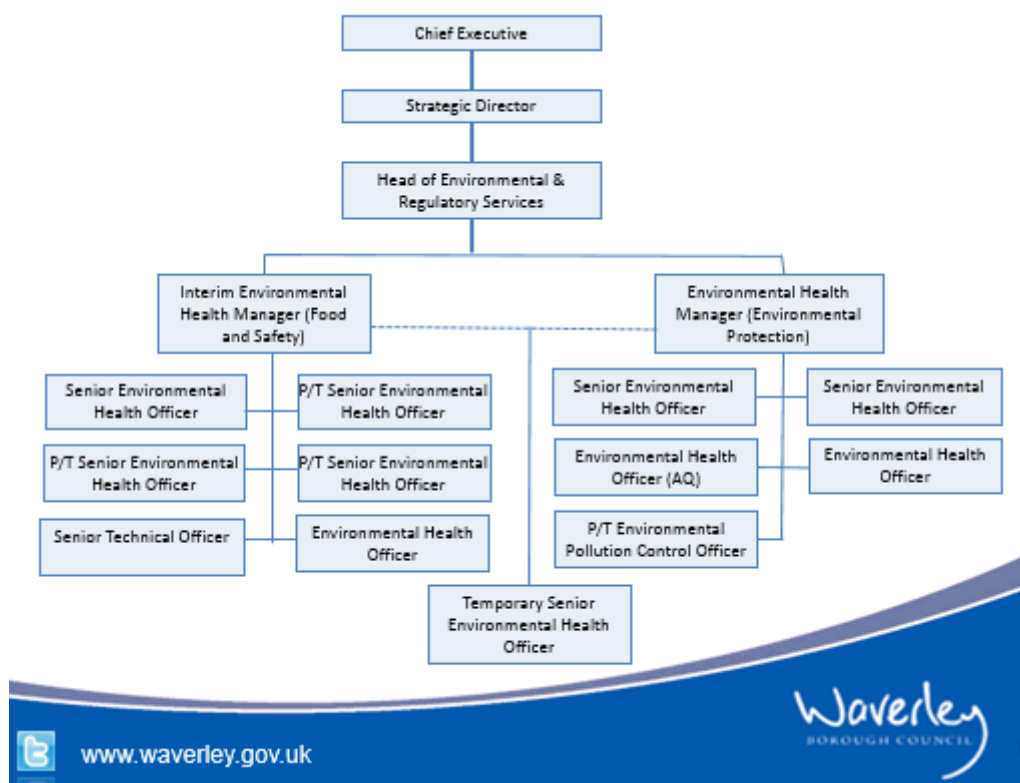 Chief Executive
Strategic Director
Head of Environmental &
Regulatory Services
Interim Environmental
Health Manager (Food
and Safety)
Environmental Health
Manager (Environmental
Protection)
Senior Environmental
Health Officer
P/T Senior Environmental
Health Officer
Senior Environmental
Health Officer
Senior Environmental
Health Officer
P/T Senior Environmental
Health Officer
P/T Senior Environmental
Health Officer
Environmental Health
Officer (AQ)
Environmental Health
Officer
Senior Technical Officer
Environmental Health
Officer
P/T Environmental
Pollution Control Officer
Temporary Senior
Environmental Health
Officer
Waverley
BOROUGH COUNCIL
www.waverley.gov.uk